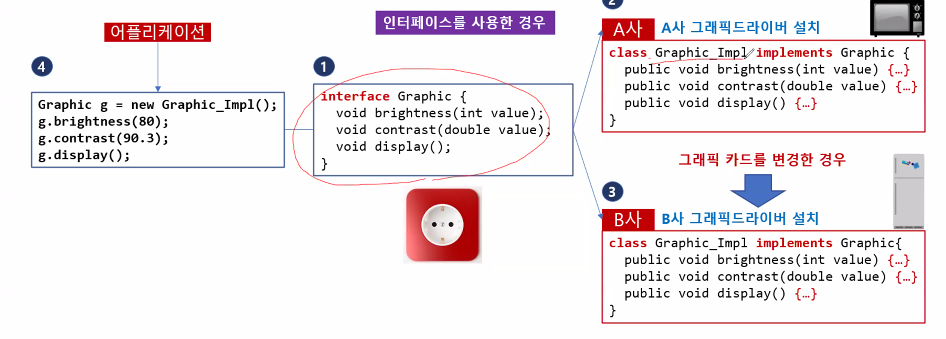 인터페이스를 사용한 경우
어플리케이션
4
Graphic g = new Graphic_Impl();
g.brightness(80);
g.contrast(90.3);
g.display();
1
interface Graphic {
void brightness(int value);
void contrast(double value);
void display();
}
2
A사 A사 그래픽드라이버 설치
class Graphic_Impl implements Graphic {
public void brightness(int value) {…}
public void contrast(double value) {…}
public void display() {…}
}
그래픽 카드를 변경한 경우
3
B사 B사 그래픽드라이버 설치
class Graphic_Impl implements Graphic{
public void brightness(int value) {…}
public void contrast(double value) {…}
public void display() {…}
}